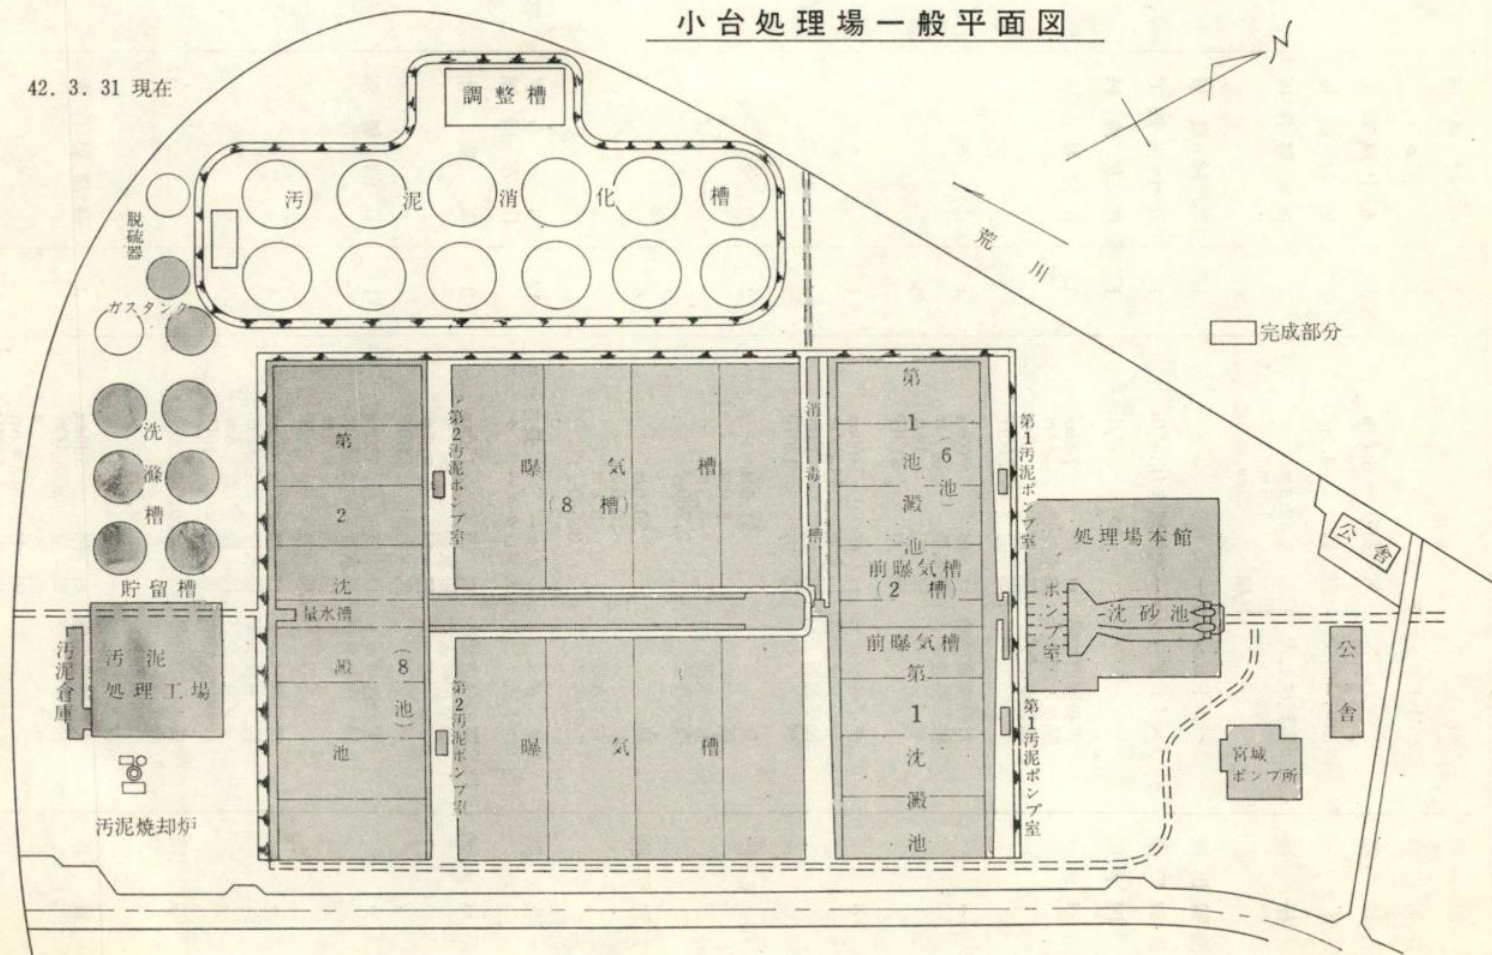 小台処理場一般平面図
42. 3. 31 現在
調整槽
汚泥消化槽
脱硫器
ガスタンク
荒川
完成部分
洗滌槽
貯留槽
第2沈澱池
(8池)
量水槽
第2汚泥ポンプ室
曝気槽
(8槽)
消毒槽
第1池澱池
(6池)
前曝気槽
(2槽)
前曝気槽
第1沈澱池
第1汚泥ポンプ室
処理場本館
ポンプ室
沈砂池
公舎
公舎
宮城
ポンプ所
汚泥倉庫
汚泥
処理工場
汚泥焼却炉
第2汚泥ポンプ室
曝気槽
第1汚泥ポンプ室
N